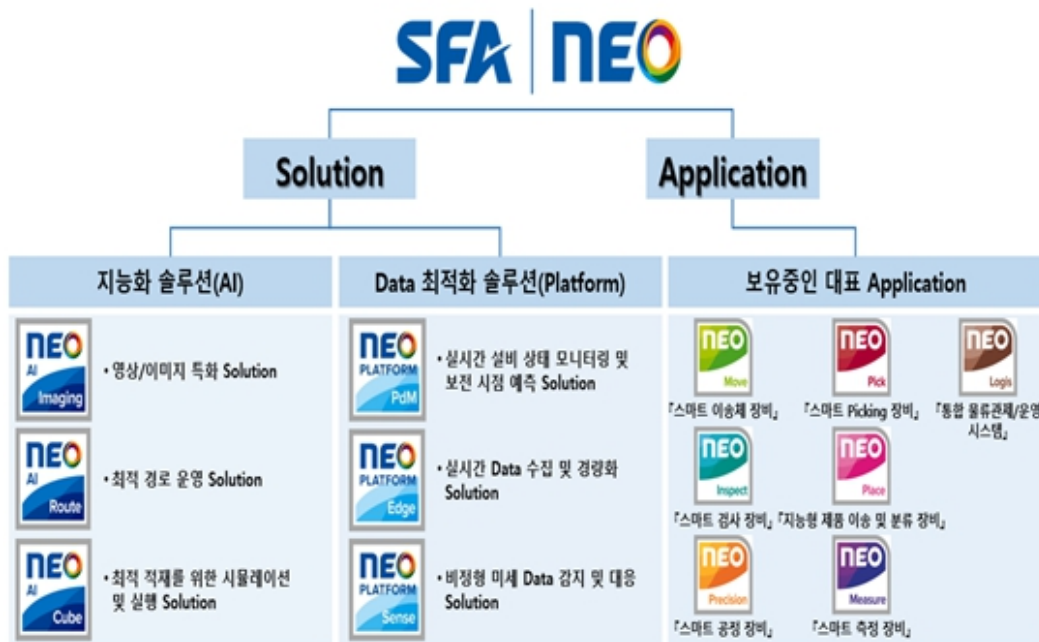 SFA NEO
Solution
Application
지능화 솔루션(AI)
NEO
AI
Imaging
• 영상/이미지 특화 Solution
NEO
AI
Route
• 최적 경로 운영 Solution
NEO
AI
Cube
• 최적 적재를 위한 시뮬레이션
및 실행 Solution
Data 최적화 솔루션(Platform)
NEO
PLATFORM
PdM
• 실시간 설비 상태 모니터링 및
보전 시점 예측 Solution
NEO
PLATFORM
Edge
• 실시간 Data 수집 및 경량화
Solution
NEO
PLATFORM
Sense
• 비정형 미세 Data 감지 및 대응
Solution
보유중인 대표 Application
NEO
Move
『스마트 이송체 장비』
NEO
Pick
『스마트 Picking 장비』
NEO
Logis
『통합 물류관제/운영
시스템』
NEO
Inspect
『스마트 검사 장비』
NEO
Place
『지능형 제품 이송 및 분류 장비』
NEO
Precision
『스마트 공정 장비』
NEO
Measure
『스마트 측정 장비』